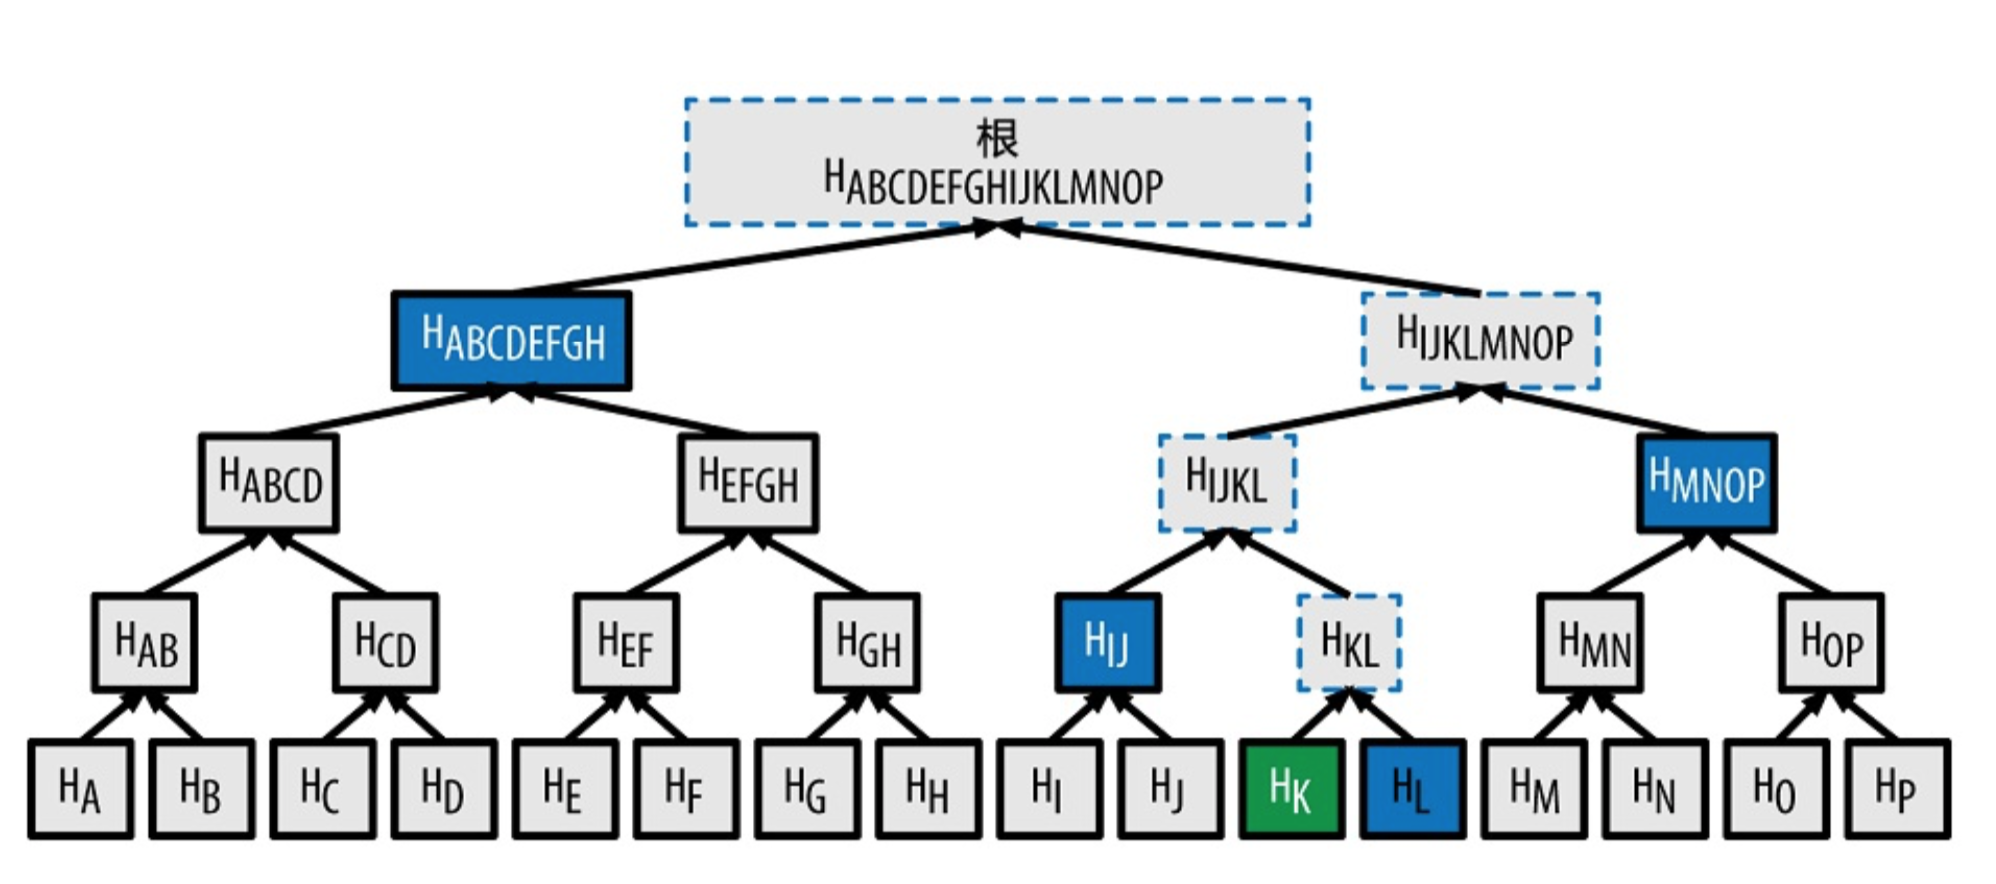 根
HABCDEFGHIJKLMNOP
HABCDEFGH
HIJKLMNOP
HABCD
HEFGH
HIJKL
HMNOP
HAB
HCD
HEF
HGH
HIJ
HKL
HMN
HOP
HA
HB
HC
HD
HE
HF
HG
HH
HI
HJ
HK
HL
HM
HN
HO
HP